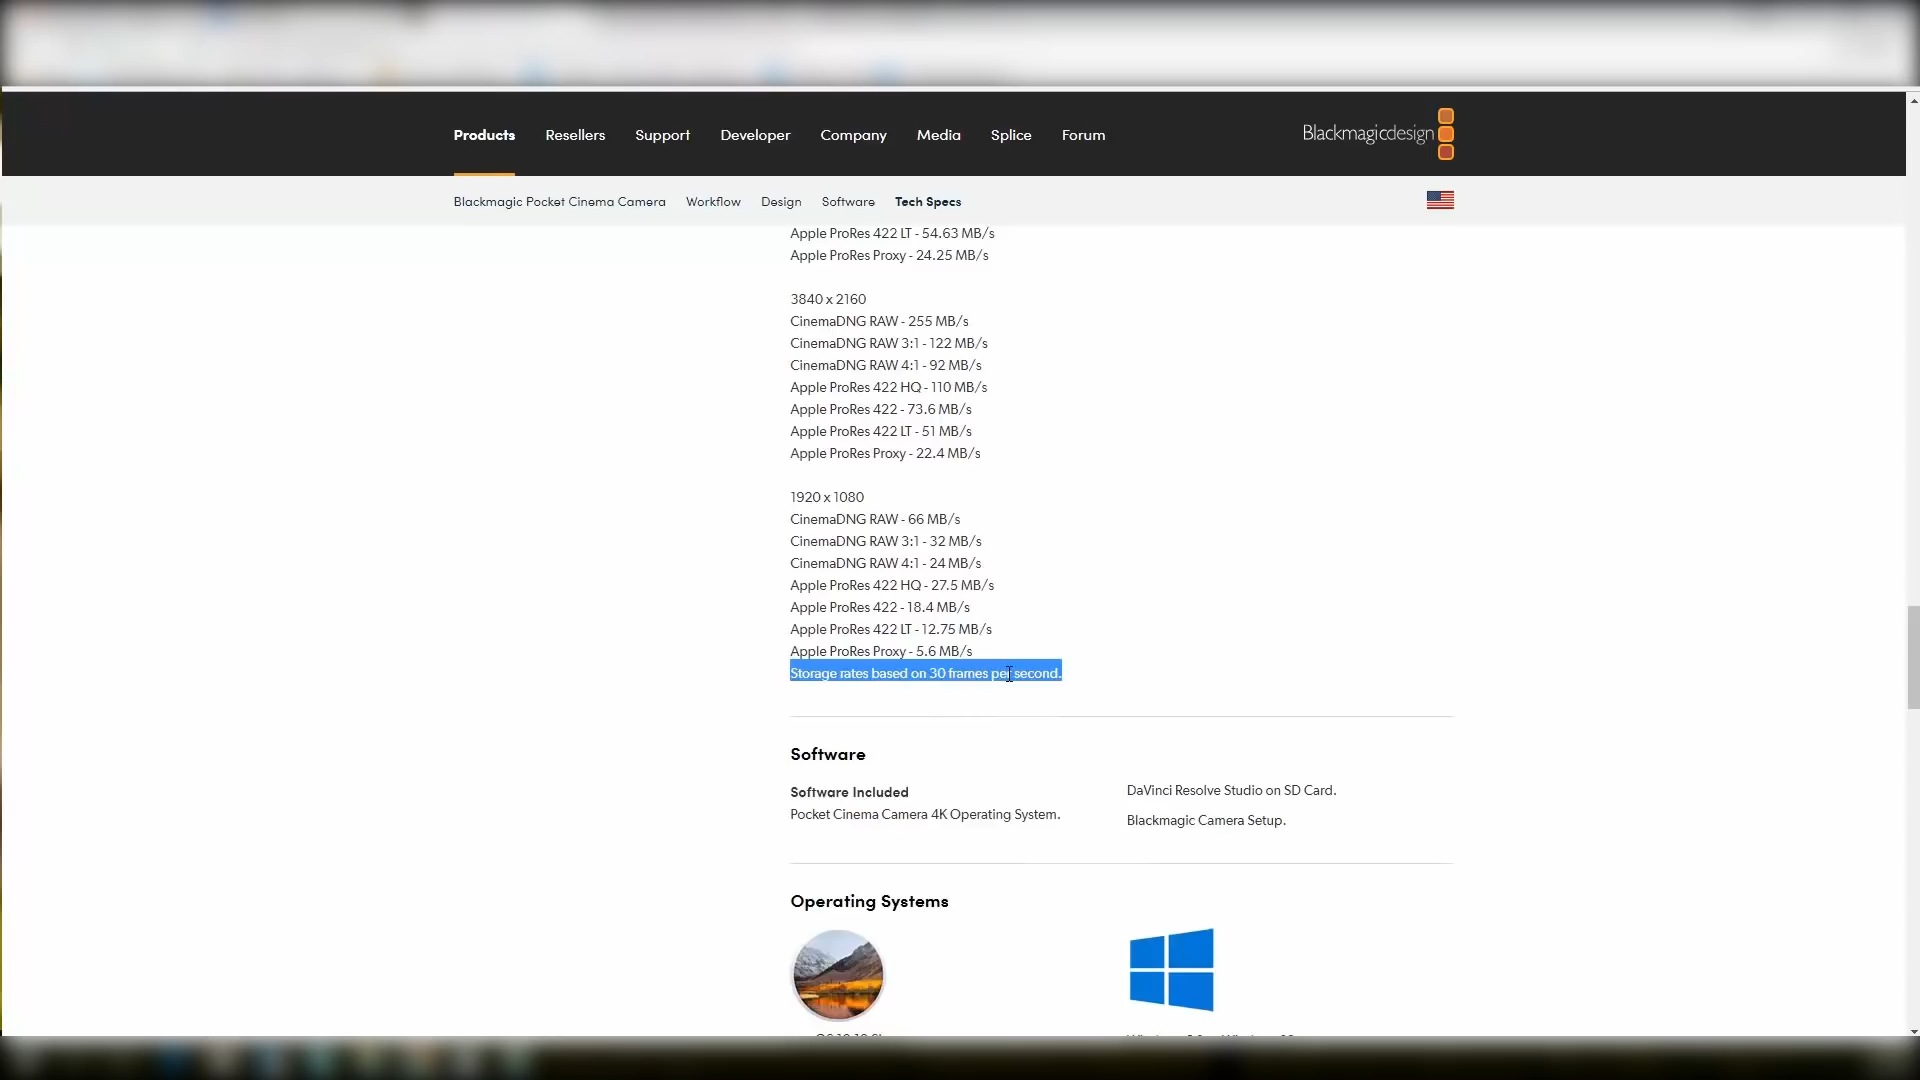 Products Resellers Support Developer Company Media Splice Forum Blackmagicdesign
Blackmagic Pocket Cinema Camera Workflow Design Software Tech Specs
Apple ProRes 422 LT - 54.63 MB/s
Apple ProRes Proxy - 24.25 MB/s
3840 x 2160
CinemaDNG RAW - 255 MB/s
CinemaDNG RAW 3:1 - 122 MB/s
CinemaDNG RAW 4:1 - 92 MB/s
Apple ProRes 422 HQ - 110 MB/s
Apple ProRes 422 - 73.6 MB/s
Apple ProRes 422 LT - 51 MB/s
Apple ProRes Proxy - 22.4 MB/s
1920 x 1080
CinemaDNG RAW - 66 MB/s
CinemaDNG RAW 3:1 - 32 MB/s
CinemaDNG RAW 4:1 - 24 MB/s
Apple ProRes 422 HQ - 27.5 MB/s
Apple ProRes 422 - 18.4 MB/s
Apple ProRes 422 LT - 12.75 MB/s
Apple ProRes Proxy - 5.6 MB/s
Storage rates based on 30 frames per second.
Software
Software Included
Pocket Cinema Camera 4K Operating System.
DaVinci Resolve Studio on SD Card.
Blackmagic Camera Setup.
Operating Systems